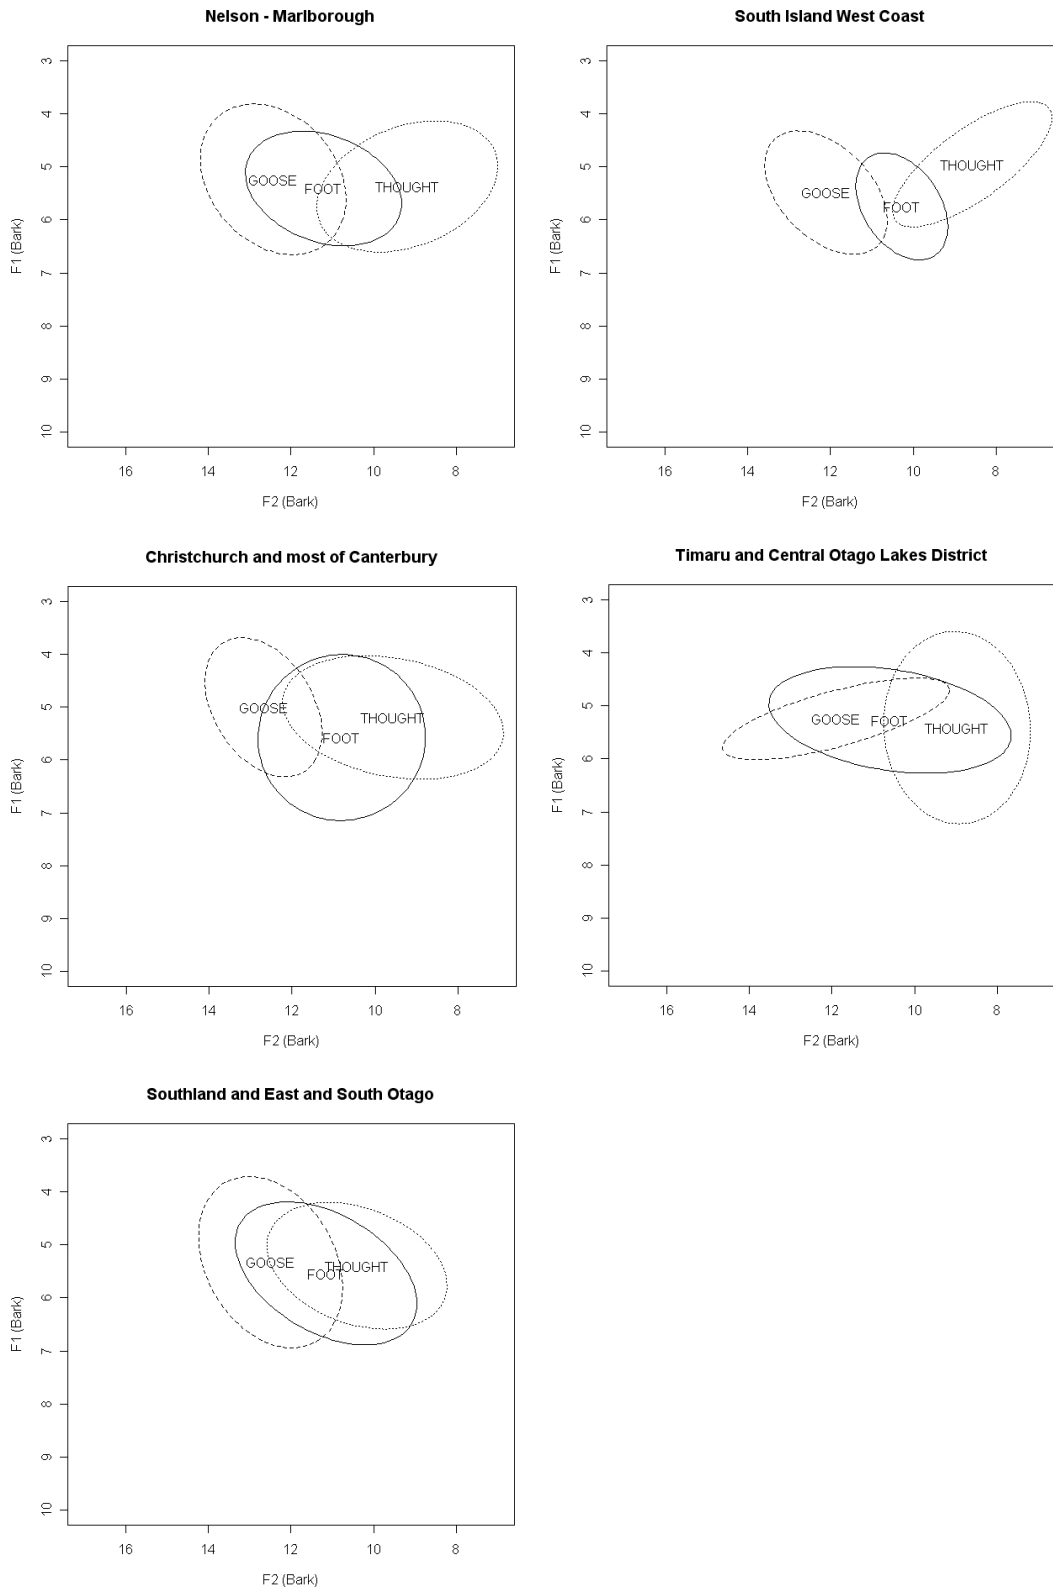 Nelson - Marlborough
3
4
5
6
7
8
9
10
F1 (Bark)
GOOSE
FOOT
THOUGHT
16
14
12
10
8
F2 (Bark)
South Island West Coast
3
4
5
6
7
8
9
10
F1 (Bark)
THOUGHT
GOOSE
FOOT
16
14
12
10
8
F2 (Bark)
Christchurch and most of Canterbury
3
4
5
6
7
8
9
10
F1 (Bark)
GOOSE
THOUGHT
FOOT
16
14
12
10
8
F2 (Bark)
Timaru and Central Otago Lakes District
3
4
5
6
7
8
9
10
F1 (Bark)
GOOSE
FOOT
THOUGHT
16
14
12
10
8
F2 (Bark)
Southland and East and South Otago
3
4
5
6
7
8
9
10
F1 (Bark)
GOOSE
THOUGHT
FOOT
16
14
12
10
8
F2 (Bark)